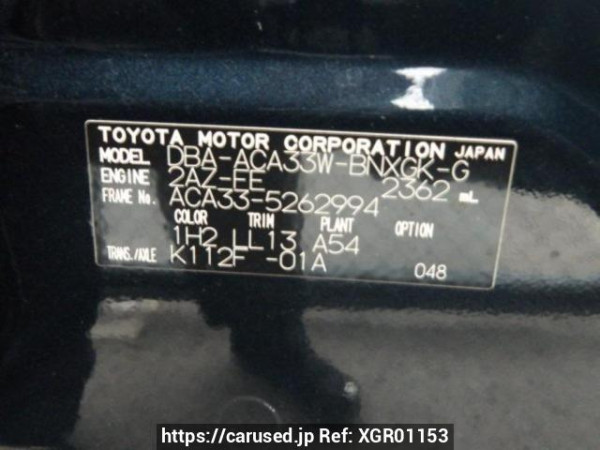 TOYOTA MOTOR CORPORATION JAPAN
MODEL DBA-ACA33W-BNXGK-G
ENGINE 2AZ-FE 2362 mL
FRAME No. ACA33-5262994
COLOR TRIM PLANT OPTION
1H2 LL13 A54
TRANS./AXLE K112F -01A
048
https://carused.jp Ref: XGR01153